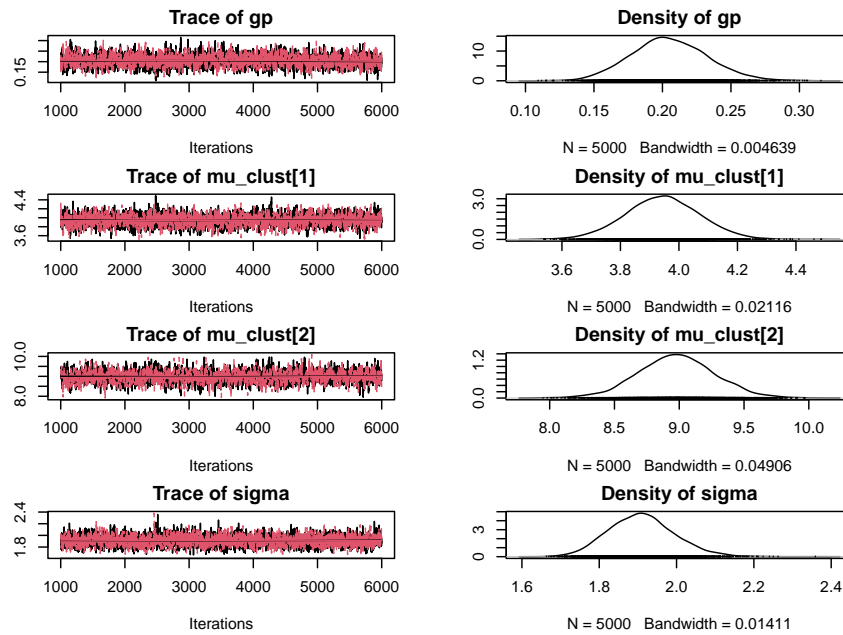 Trace of gp
0.15
1000 2000 3000 4000 5000 6000
Iterations
Density of gp
0 10
0.10 0.15 0.20 0.25 0.30
N = 5000 Bandwidth = 0.004639
Trace of mu_clust[1]
3.6 4.4
1000 2000 3000 4000 5000 6000
Iterations
Density of mu_clust[1]
0.0 3.0
3.6 3.8 4.0 4.2 4.4
N = 5000 Bandwidth = 0.02116
Trace of mu_clust[2]
8.0 10.0
1000 2000 3000 4000 5000 6000
Iterations
Density of mu_clust[2]
0.0 1.2
8.0 8.5 9.0 9.5 10.0
N = 5000 Bandwidth = 0.04906
Trace of sigma
1.8 2.4
1000 2000 3000 4000 5000 6000
Iterations
Density of sigma
0 3
1.6 1.8 2.0 2.2 2.4
N = 5000 Bandwidth = 0.01411